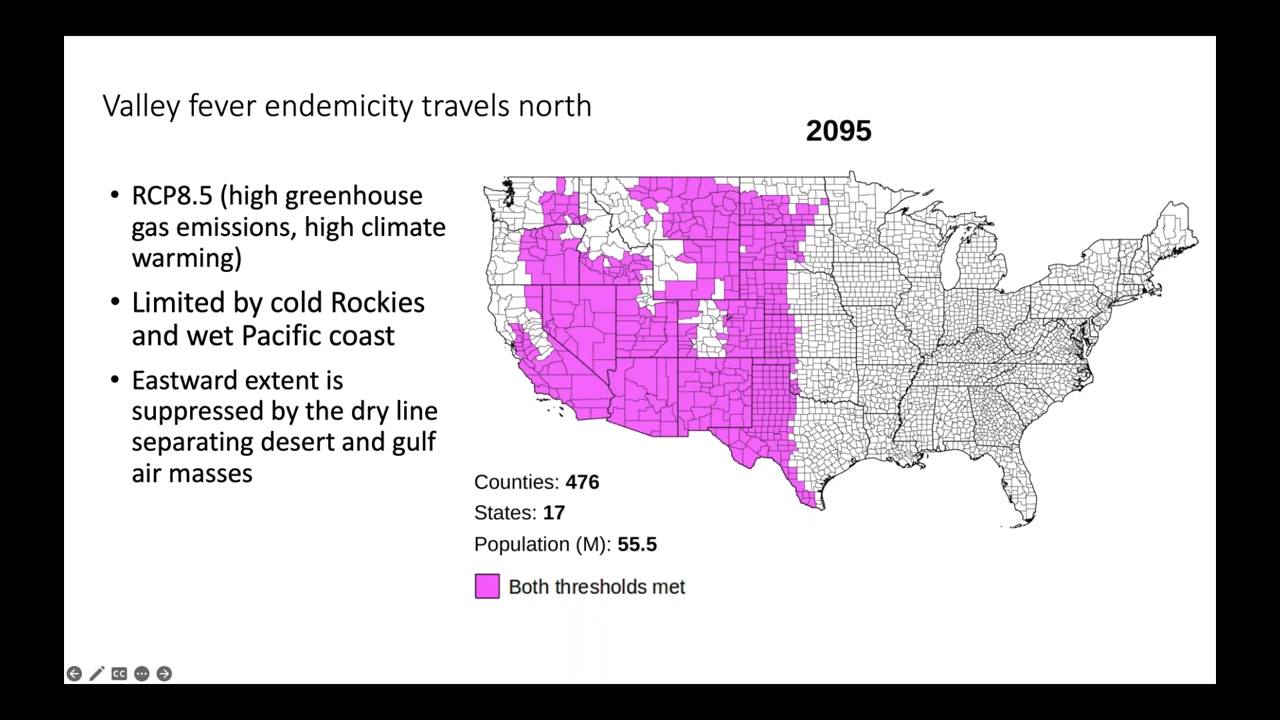 Valley fever endemicity travels north
2095
• RCP8.5 (high greenhouse
gas emissions, high climate
warming)
• Limited by cold Rockies
and wet Pacific coast
• Eastward extent is
suppressed by the dry line
separating desert and gulf
air masses
Counties: 476
States: 17
Population (M): 55.5
Both thresholds met
CC